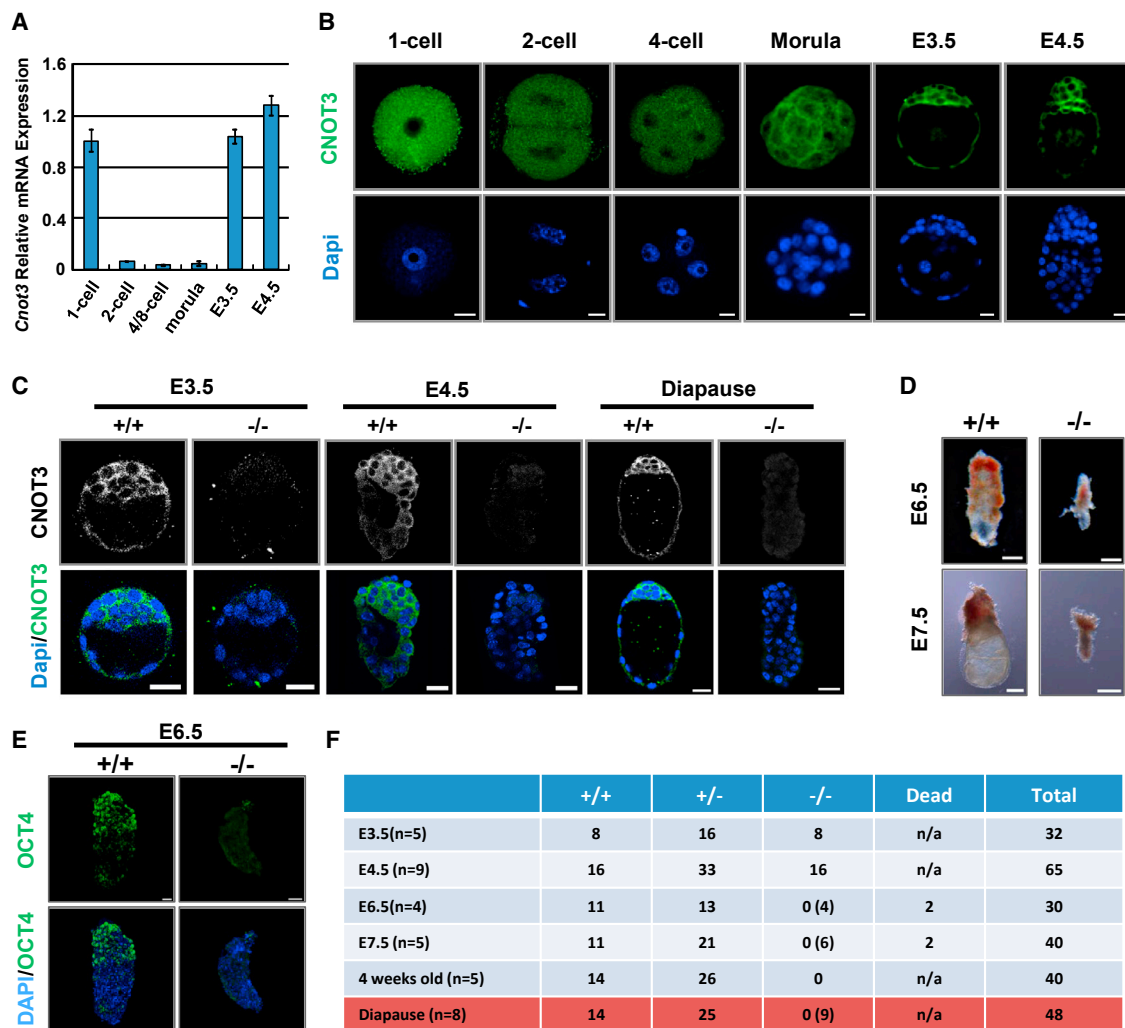 A
Cnot3 Relative mRNA Expression
1.6
1.2
0.8
0.4
0
1-cell
2-cell
4/8-cell
morula
E3.5
E4.5
B
1-cell 2-cell 4-cell Morula E3.5 E4.5
CNOT3
Dapi
C
E3.5 E4.5 Diapause
+/+ -/- +/+ -/- +/+ -/-
CNOT3
Dapi/CNOT3
D
+/+ -/-
E6.5
E7.5
E
E6.5
+/+ -/-
OCT4
DAPI/OCT4
F
+/+ +/- -/- Dead Total
E3.5(n=5) 8 16 8 n/a 32
E4.5 (n=9) 16 33 16 n/a 65
E6.5(n=4) 11 13 0 (4) 2 30
E7.5 (n=5) 11 21 0 (6) 2 40
4 weeks old (n=5) 14 26 0 n/a 40
Diapause (n=8) 14 25 0 (9) n/a 48